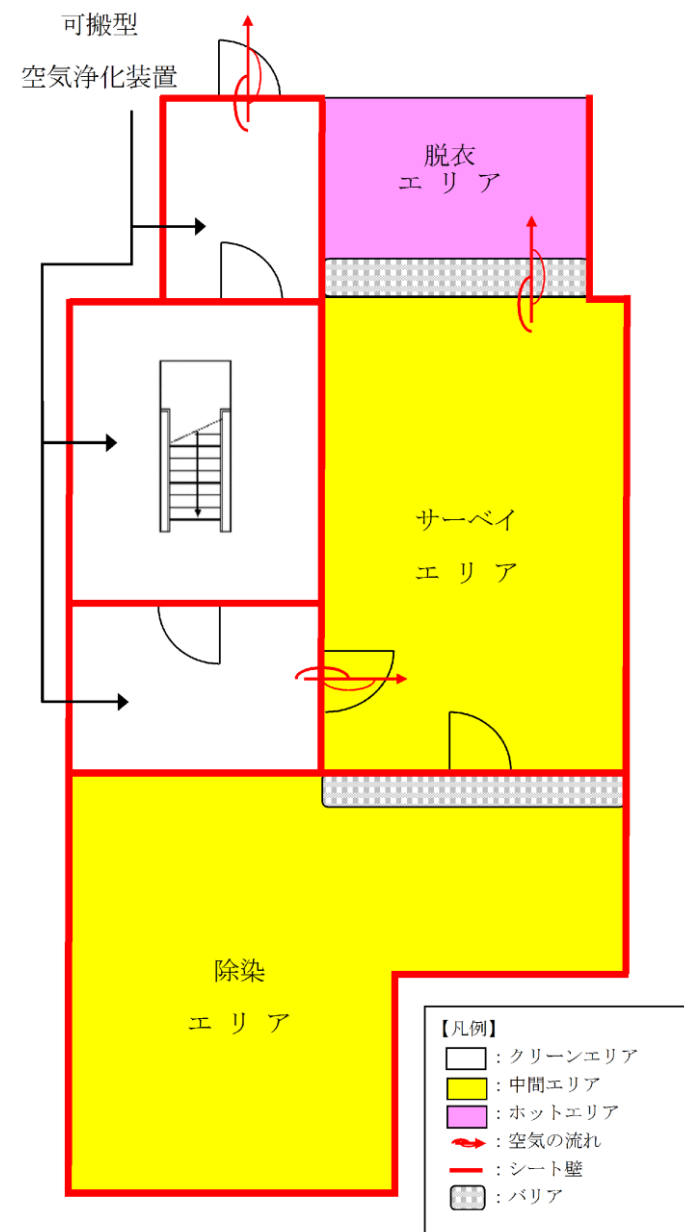 可搬型
空気浄化装置
脱衣
エリア
サーベイ
エリア
除染
エリア
【凡例】
：クリーンエリア
：中間エリア
：ホットエリア
：空気の流れ
：シート壁
：バリア